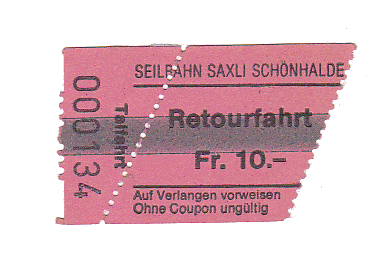 000134
Talfahrt
SEILBAHN SAXLI SCHÖNHALDE
Retourfahrt
Fr. 10.–
Auf Verlangen vorweisen
Ohne Coupon ungültig